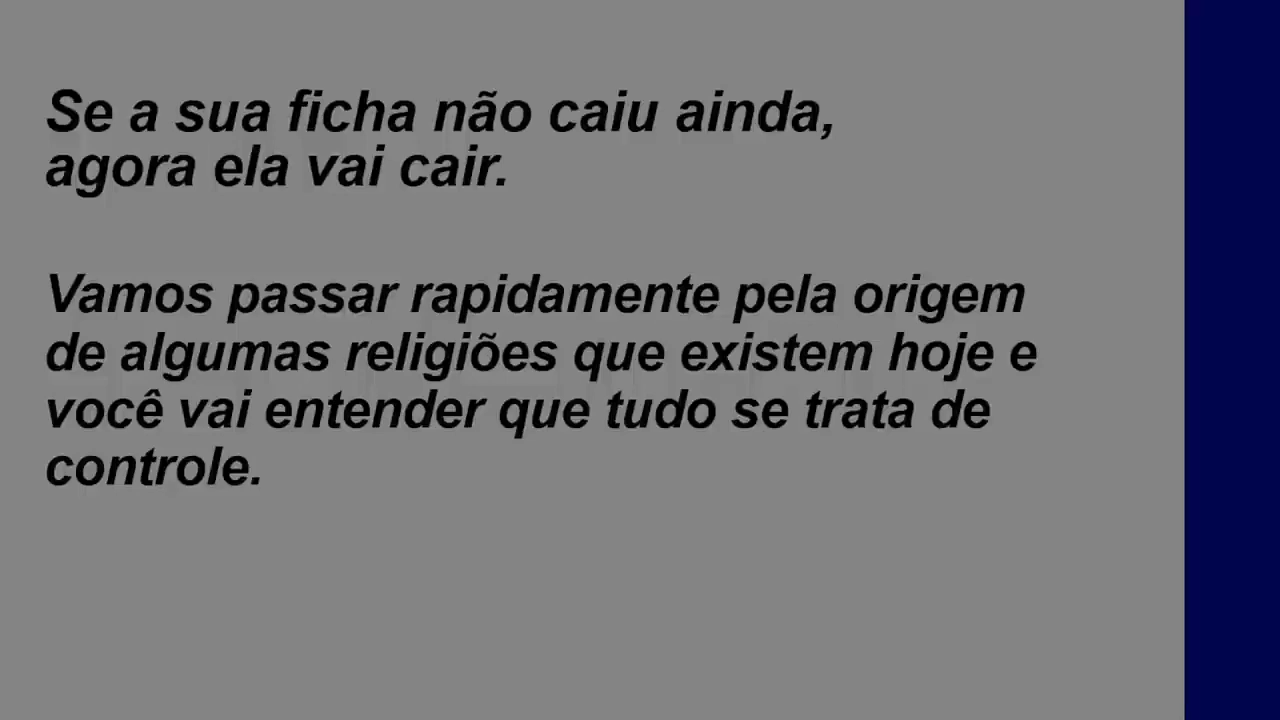 Se a sua ficha não caiu ainda,
agora ela vai cair.
Vamos passar rapidamente pela origem
de algumas religiões que existem hoje e
você vai entender que tudo se trata de
controle.